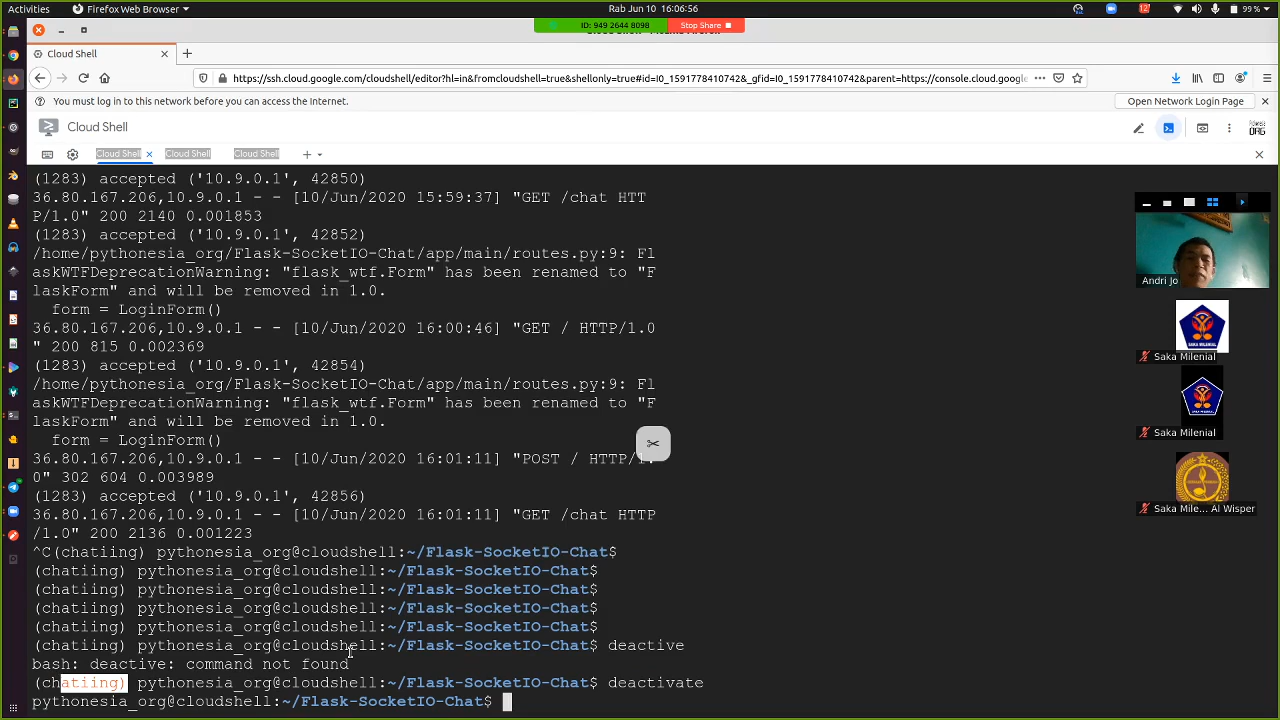 Activities
Firefox Web Browser
Rab Jun 10 16:06:56
99 %
ID: 949 2644 8098
Stop Share
Cloud Shell
https://ssh.cloud.google.com/cloudshell/editor?hl=en&fromcloudshell=true&shellonly=true#id=I0_1591778410742&_gfid=I0_1591778410742&parent=https://console.cloud.goog
You must log in to this network before you can access the Internet.
Open Network Login Page
Cloud Shell
Cloud Shell
Cloud Shell
Cloud Shell
(1283) accepted ('10.9.0.1', 42850)
36.80.167.206,10.9.0.1 - - [10/Jun/2020 15:59:37] "GET /chat HTT
P/1.0" 200 2140 0.001853
(1283) accepted ('10.9.0.1', 42852)
/home/pythonesia_org/Flask-SocketIO-Chat/app/main/routes.py:9: Fl
askWTFDeprecationWarning: "flask_wtf.Form" has been renamed to "F
laskForm" and will be removed in 1.0.
form = LoginForm()
36.80.167.206,10.9.0.1 - - [10/Jun/2020 16:00:46] "GET / HTTP/1.0
" 200 815 0.002369
(1283) accepted ('10.9.0.1', 42854)
/home/pythonesia_org/Flask-SocketIO-Chat/app/main/routes.py:9: Fl
askWTFDeprecationWarning: "flask_wtf.Form" has been renamed to "F
laskForm" and will be removed in 1.0.
form = LoginForm()
36.80.167.206,10.9.0.1 - - [10/Jun/2020 16:01:11] "POST / HTTP/1.
0" 302 604 0.003989
(1283) accepted ('10.9.0.1', 42856)
36.80.167.206,10.9.0.1 - - [10/Jun/2020 16:01:11] "GET /chat HTTP
/1.0" 200 2136 0.001223
^C(chatiing) pythonesia_org@cloudshell:~/Flask-SocketIO-Chat$
(chatiing) pythonesia_org@cloudshell:~/Flask-SocketIO-Chat$
(chatiing) pythonesia_org@cloudshell:~/Flask-SocketIO-Chat$
(chatiing) pythonesia_org@cloudshell:~/Flask-SocketIO-Chat$
(chatiing) pythonesia_org@cloudshell:~/Flask-SocketIO-Chat$
(chatiing) pythonesia_org@cloudshell:~/Flask-SocketIO-Chat$ deactive
bash: deactive: command not found
(chatiing) pythonesia_org@cloudshell:~/Flask-SocketIO-Chat$ deactivate
pythonesia_org@cloudshell:~/Flask-SocketIO-Chat$
Andri Jo
Saka Milenial
Saka Milenial
Saka Mile... Al Wisper